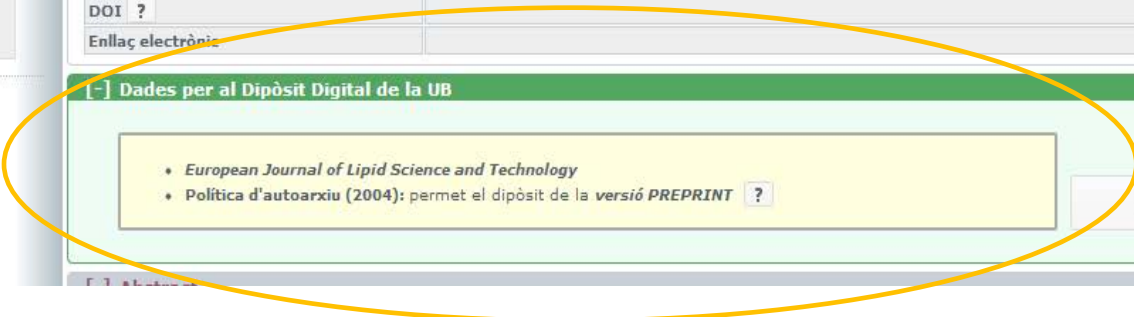 DOI ?
Enllaç electrònic
[-] Dades per al Dipòsit Digital de la UB
• European Journal of Lipid Science and Technology
• Política d'autoarxiu (2004): permet el dipòsit de la versió PREPRINT ?
[-] Abstract